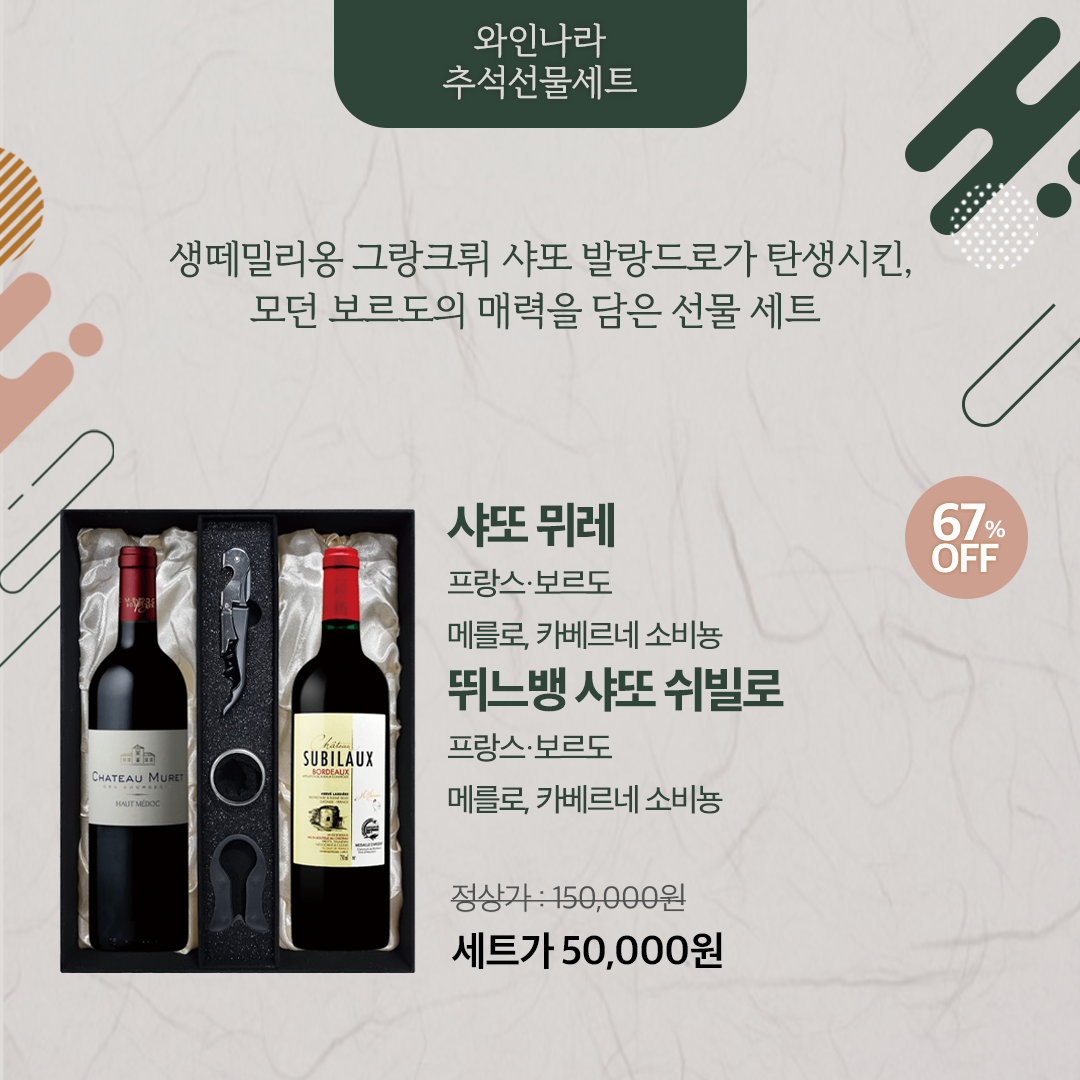 와인나라
추석선물세트
생떼밀리옹 그랑크뤼 샤또 발랑드로가 탄생시킨,
모던 보르도의 매력을 담은 선물 세트
샤또 뮈레
프랑스·보르도
메를로, 카베르네 소비뇽
67%
OFF
뛰느뱅 샤또 쉬빌로
프랑스·보르도
메를로, 카베르네 소비뇽
정상가 : 150,000원
세트가 50,000원
CHATEAU MURET
CRU BOURGEOIS
HAUT MÉDOC
Château
SUBILAUX
BORDEAUX